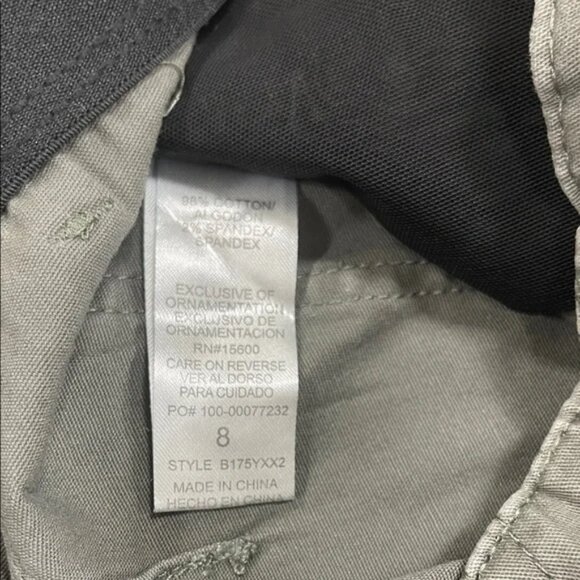 98% COTTON/
ALGODON
2% SPANDEX/
SPANDEX
EXCLUSIVE OF
ORNAMENTATION
EXCLUSIVO DE
ORNAMENTACION
RN#15600
CARE ON REVERSE
VER AL DORSO
PARA CUIDADO
PO# 100-00077232
8
STYLE B175YXX2
MADE IN CHINA
HECHO EN CHINA